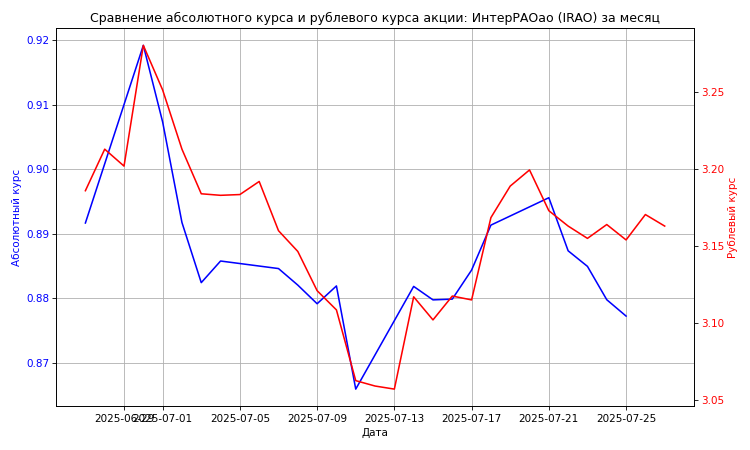 Сравнение абсолютного курса и рублевого курса акции: ИнтерРАОао (IRAO) за месяц
0.92
0.91
0.90
0.89
0.88
0.87
Абсолютный курс
3.25
3.20
3.15
3.10
3.05
Рублевый курс
2025-06-29 2025-07-01 2025-07-05 2025-07-09 2025-07-13 2025-07-17 2025-07-21 2025-07-25
Дата